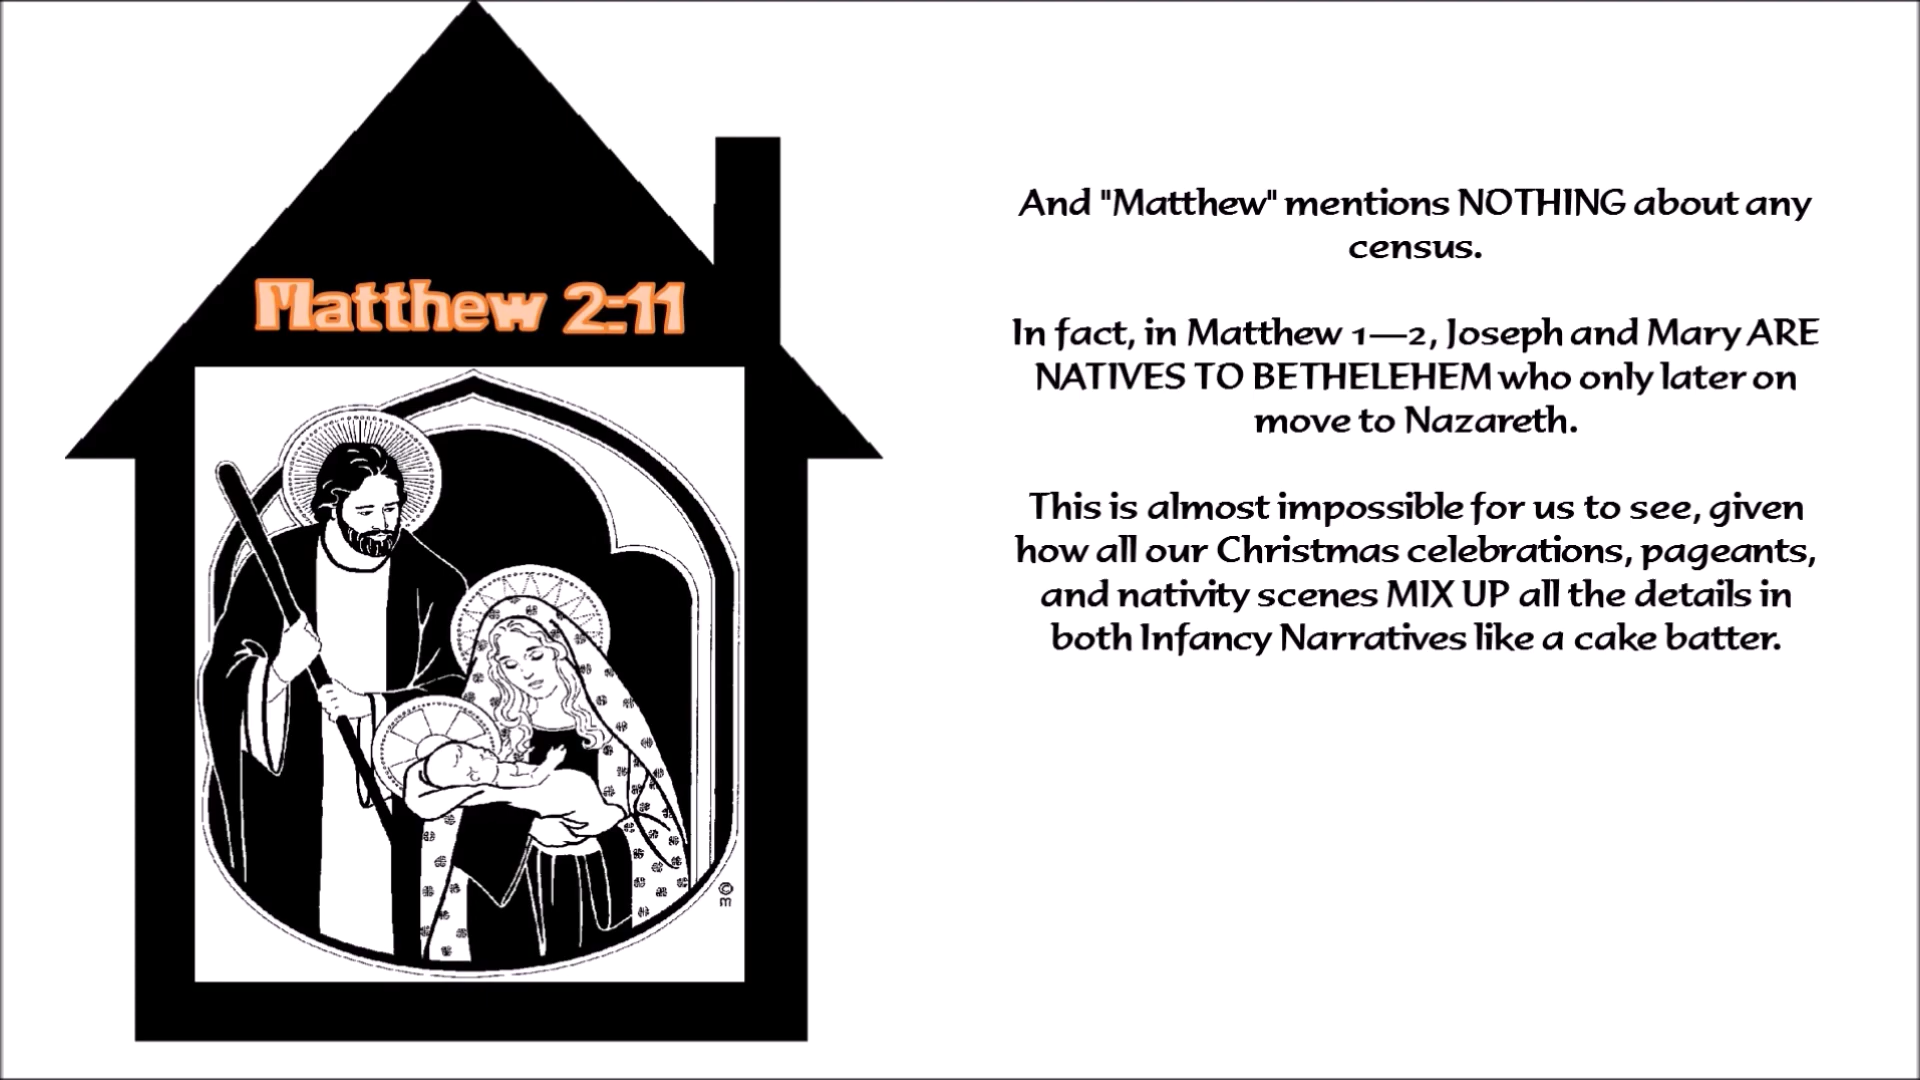 Matthew 2:11
And "Matthew" mentions NOTHING about any
census.
In fact, in Matthew 1—2, Joseph and Mary ARE
NATIVES TO BETHELEHEM who only later on
move to Nazareth.
This is almost impossible for us to see, given
how all our Christmas celebrations, pageants,
and nativity scenes MIX UP all the details in
both Infancy Narratives like a cake batter.
©
m